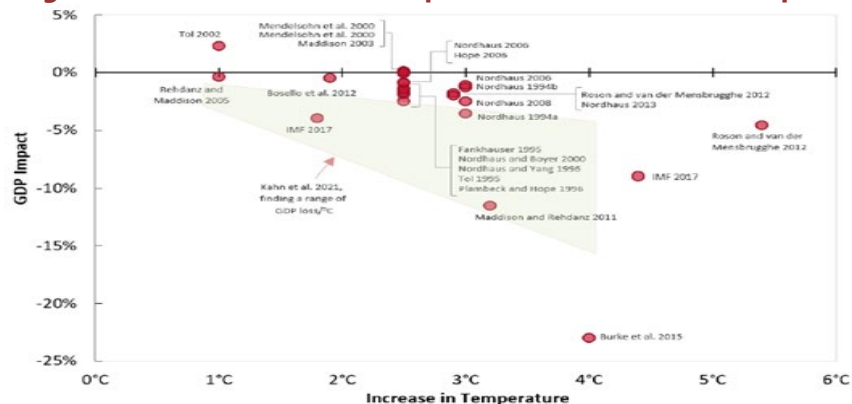 5%
0%
-5%
-10%
-15%
-20%
-25%
GDP Impact
0°C
1°C
2°C
3°C
4°C
5°C
6°C
Increase in Temperature
Tol 2002
Mendelsohn et al. 2000
Mendelsohn et al. 2000
Maddison 2003
Nordhaus 2006
Hope 2006
Rehdanz and
Maddison 2005
Bosello et al. 2012
Nordhaus 2006
Nordhaus 1994b
Roson and van der Mensbrugghe 2012
Nordhaus 2013
Nordhaus 2008
Nordhaus 1994a
IMF 2017
Fankhauser 1995
Nordhaus and Boyer 2000
Nordhaus and Yang 1996
Tol 1995
Plambeck and Hope 1996
Roson and van der
Mensbrugghe 2012
IMF 2017
Kahn et al. 2021,
finding a range of
GDP loss/°C
Maddison and Rehdanz 2011
Burke et al. 2015